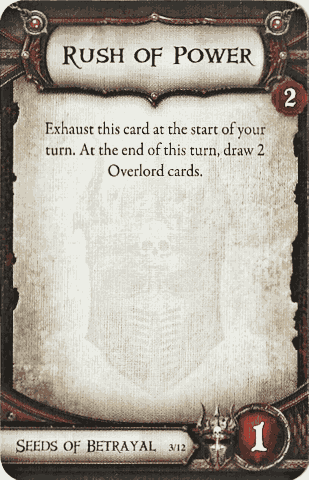 Rush of Power
2
Exhaust this card at the start of your
turn. At the end of this turn, draw 2
Overlord cards.
Seeds of Betrayal 3/12
1